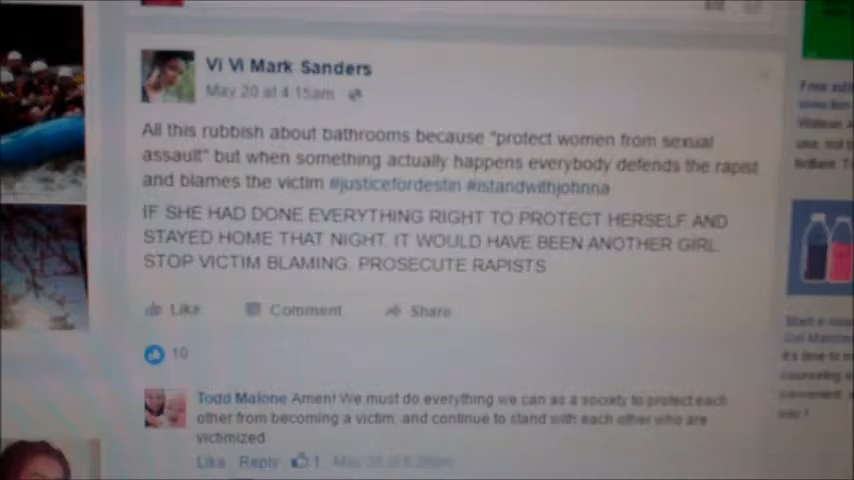 Vi Vi Mark Sanders
May 20 at 4:15am
All this rubbish about bathrooms because "protect women from sexual
assault" but when something actually happens everybody defends the rapist
and blames the victim #justicefordestin #istandwithjohnna
IF SHE HAD DONE EVERYTHING RIGHT TO PROTECT HERSELF AND
STAYED HOME THAT NIGHT. IT WOULD HAVE BEEN ANOTHER GIRL.
STOP VICTIM BLAMING. PROSECUTE RAPISTS
Like Comment Share
10
Todd Malone Amen! We must do everything we can as a society to protect each
other from becoming a victim, and continue to stand with each other who are
victimized
Like Reply 1 May 20 at